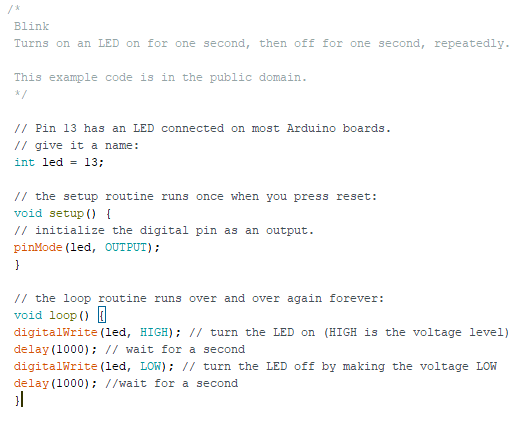 /*
Blink
Turns on an LED on for one second, then off for one second, repeatedly.
This example code is in the public domain.
*/
// Pin 13 has an LED connected on most Arduino boards.
// give it a name:
int led = 13;
// the setup routine runs once when you press reset:
void setup() {
// initialize the digital pin as an output.
pinMode(led, OUTPUT);
}
// the loop routine runs over and over again forever:
void loop() {
digitalWrite(led, HIGH); // turn the LED on (HIGH is the voltage level)
delay(1000); // wait for a second
digitalWrite(led, LOW); // turn the LED off by making the voltage LOW
delay(1000); //wait for a second
}